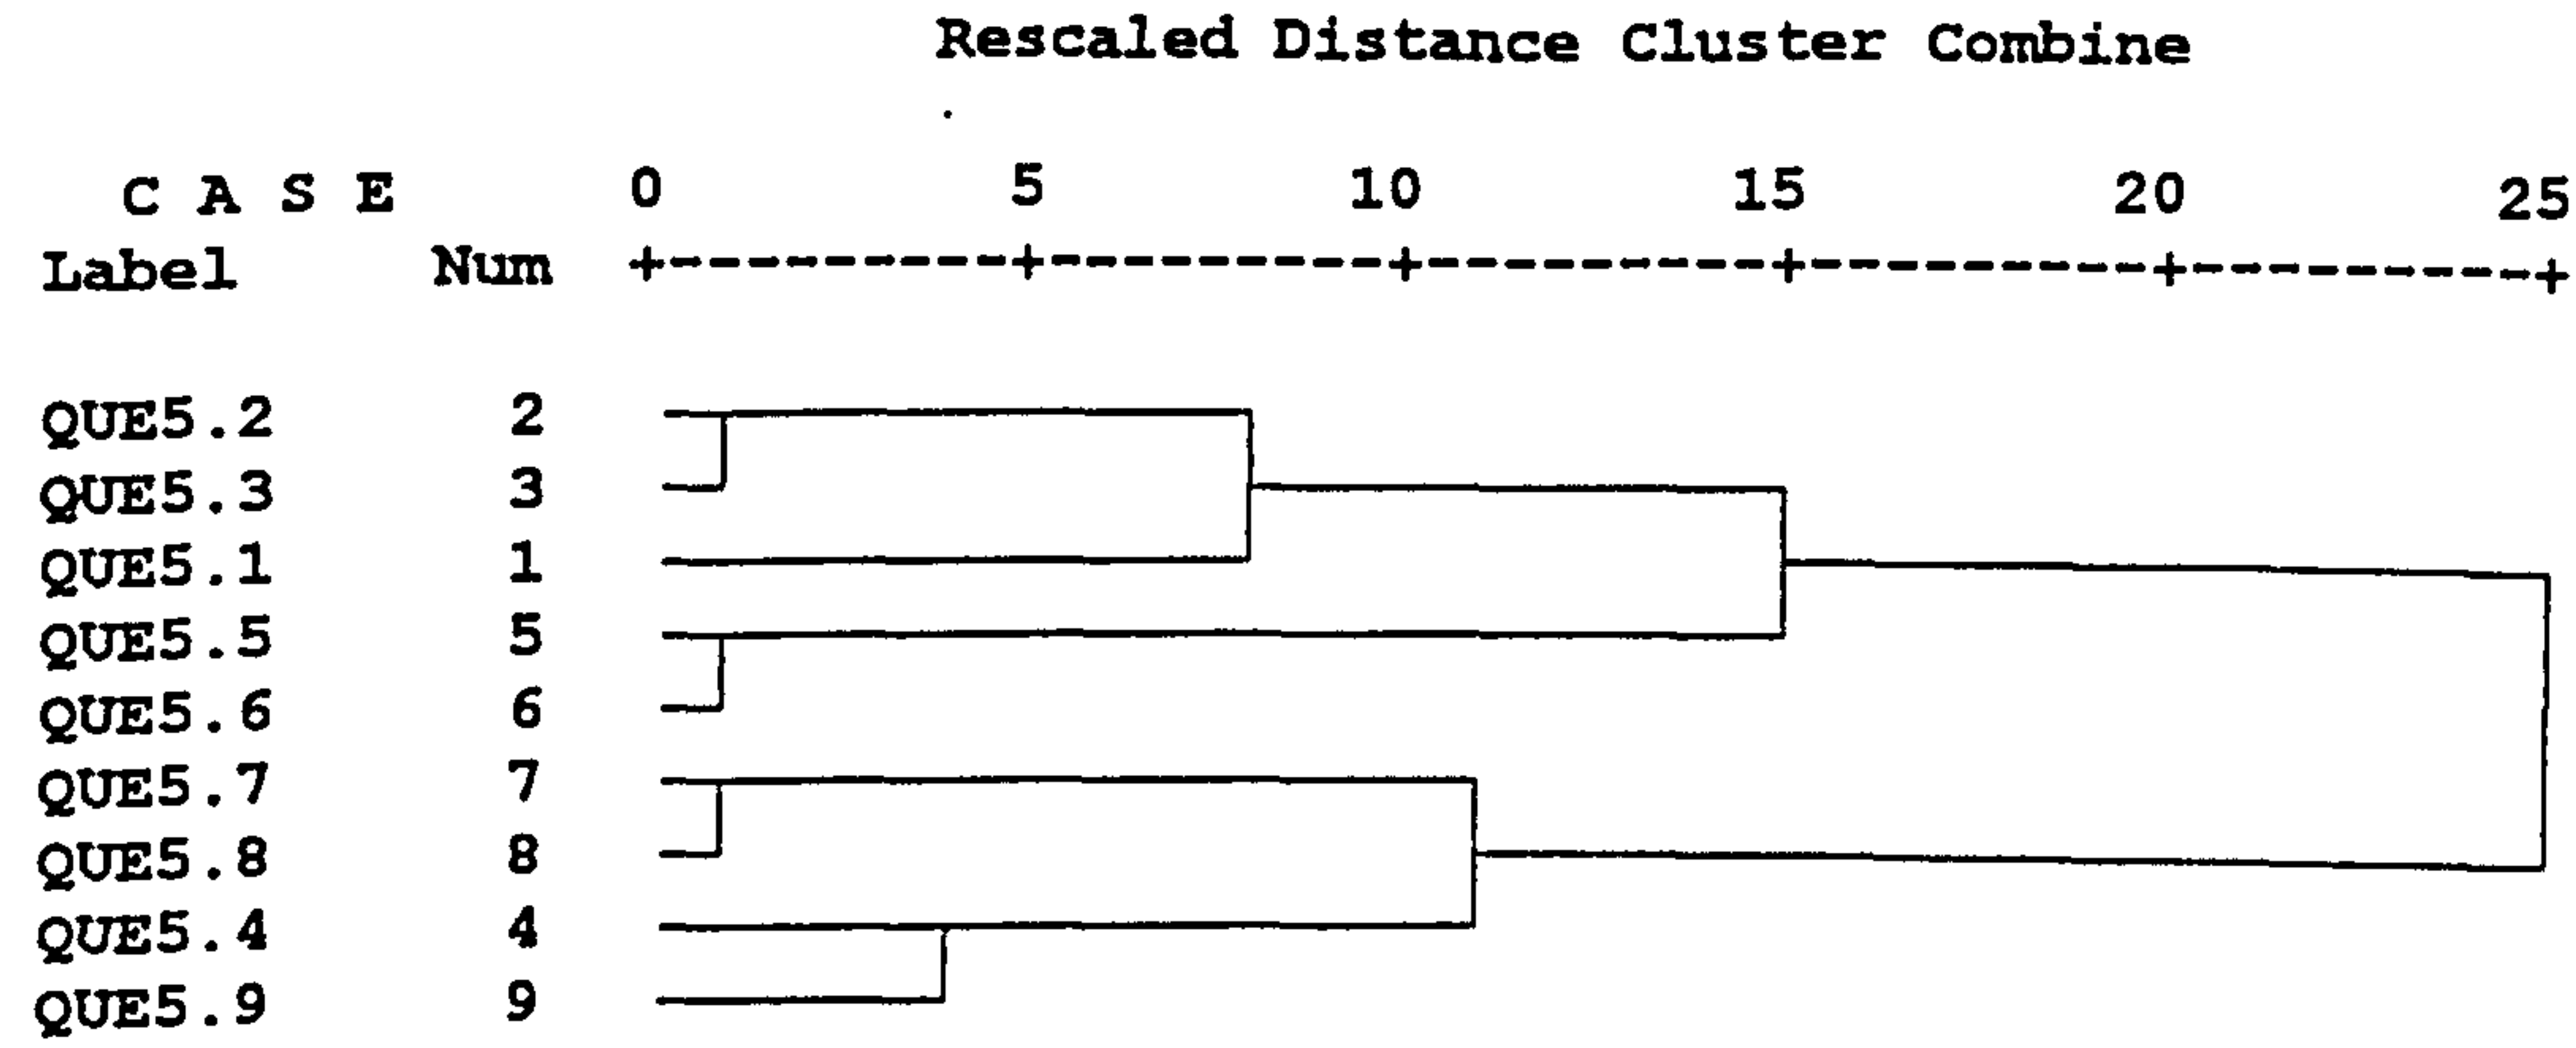 Rescaled Distance Cluster Combine
C A S E 0 5 10 15 20 25
Label Num +---------+---------+---------+---------+---------+
QUE5.2 2
QUE5.3 3
QUE5.1 1
QUE5.5 5
QUE5.6 6
QUE5.7 7
QUE5.8 8
QUE5.4 4
QUE5.9 9